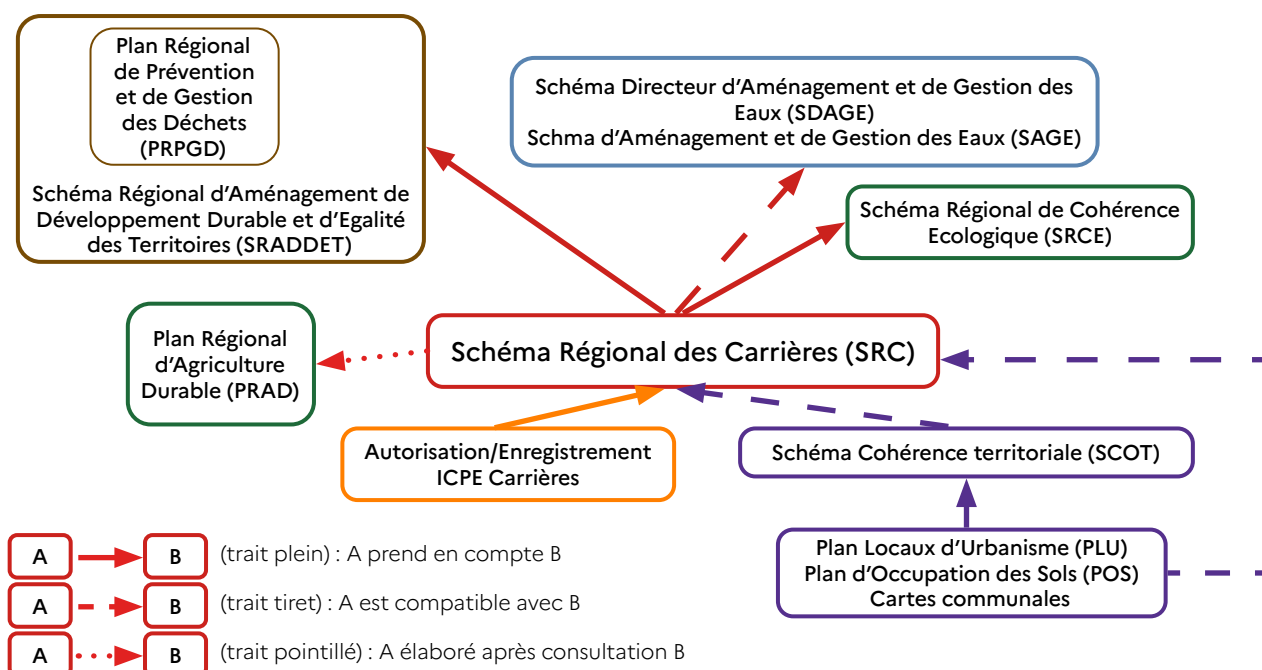 Plan Régional
de Prévention
et de Gestion
des Déchets
(PRPGD)
Schéma Régional d'Aménagement de
Développement Durable et d'Egalité
des Territoires (SRADDET)
Schéma Directeur d'Aménagement et de Gestion des
Eaux (SDAGE)
Schma d'Aménagement et de Gestion des Eaux (SAGE)
Schéma Régional de Cohérence
Ecologique (SRCE)
Plan Régional
d'Agriculture
Durable (PRAD)
Schéma Régional des Carrières (SRC)
Autorisation/Enregistrement
ICPE Carrières
Schéma Cohérence territoriale (SCOT)
Plan Locaux d'Urbanisme (PLU)
Plan d'Occupation des Sols (POS)
Cartes communales
A B (trait plein) : A prend en compte B
A B (trait tiret) : A est compatible avec B
A B (trait pointillé) : A élaboré après consultation B